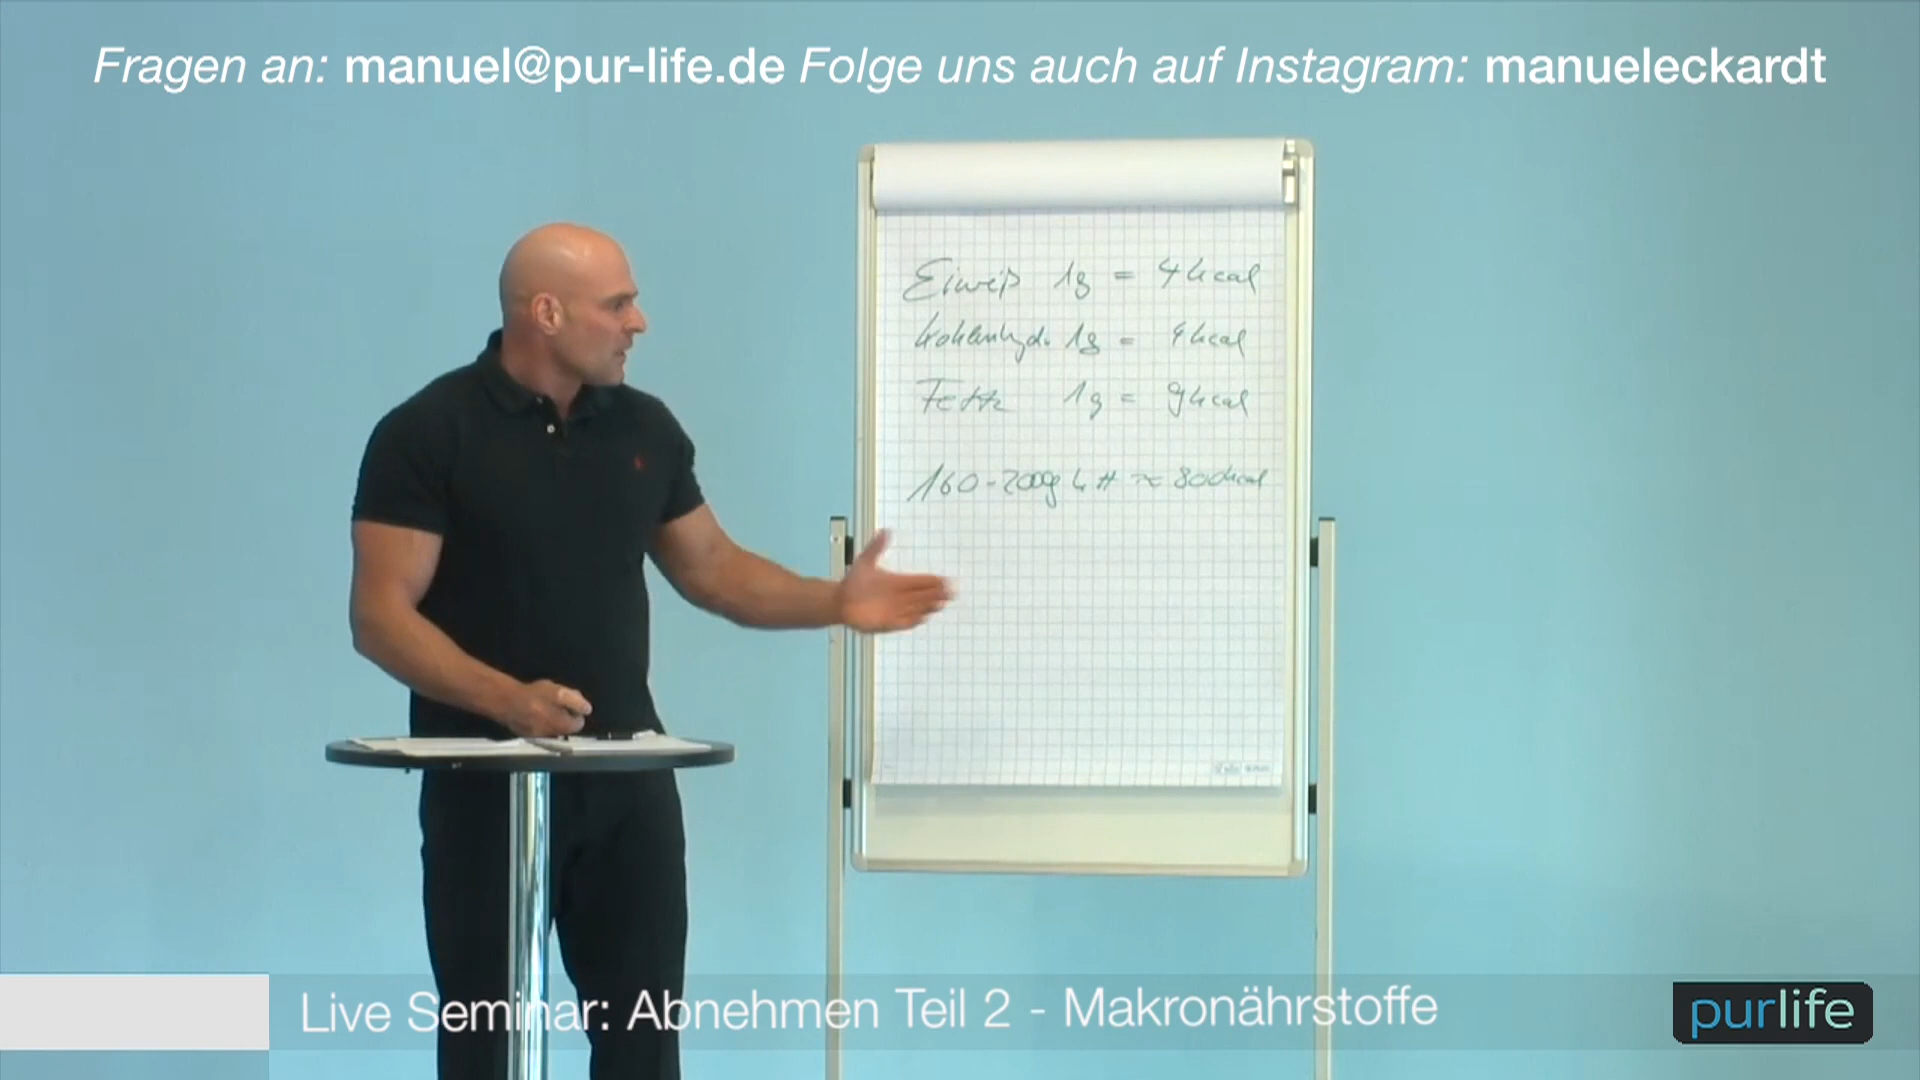 Fragen an: manuel@pur-life.de Folge uns auch auf Instagram: manueleckardt
Eiweiß 1g = 4kcal
Kohlenhyd. 1g = 4kcal
Fette 1g = 9kcal
160-200g KH ≈ 800kcal
Live Seminar: Abnehmen Teil 2 - Makronährstoffe
purlife